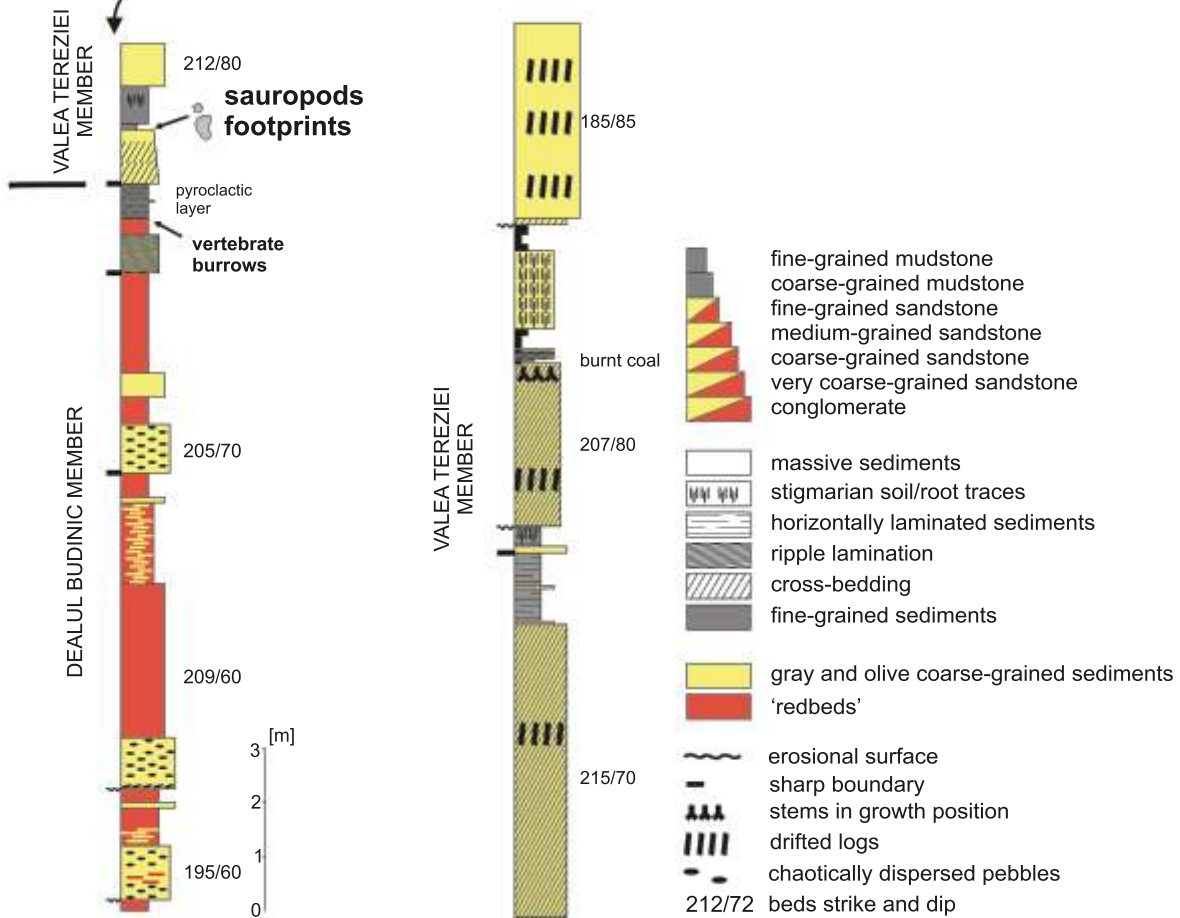 VALEA TEREZIEI
MEMBER
212/80
sauropods
footprints
pyroclactic
layer
vertebrate
burrows
DEALUL BUDINIC MEMBER
205/70
209/60
195/60
[m]
3
2
1
0
VALEA TEREZIEI
MEMBER
185/85
burnt coal
207/80
215/70
fine-grained mudstone
coarse-grained mudstone
fine-grained sandstone
medium-grained sandstone
coarse-grained sandstone
very coarse-grained sandstone
conglomerate
massive sediments
stigmarian soil/root traces
horizontally laminated sediments
ripple lamination
cross-bedding
fine-grained sediments
gray and olive coarse-grained sediments
‘redbeds’
erosional surface
sharp boundary
stems in growth position
drifted logs
chaotically dispersed pebbles
212/72 beds strike and dip